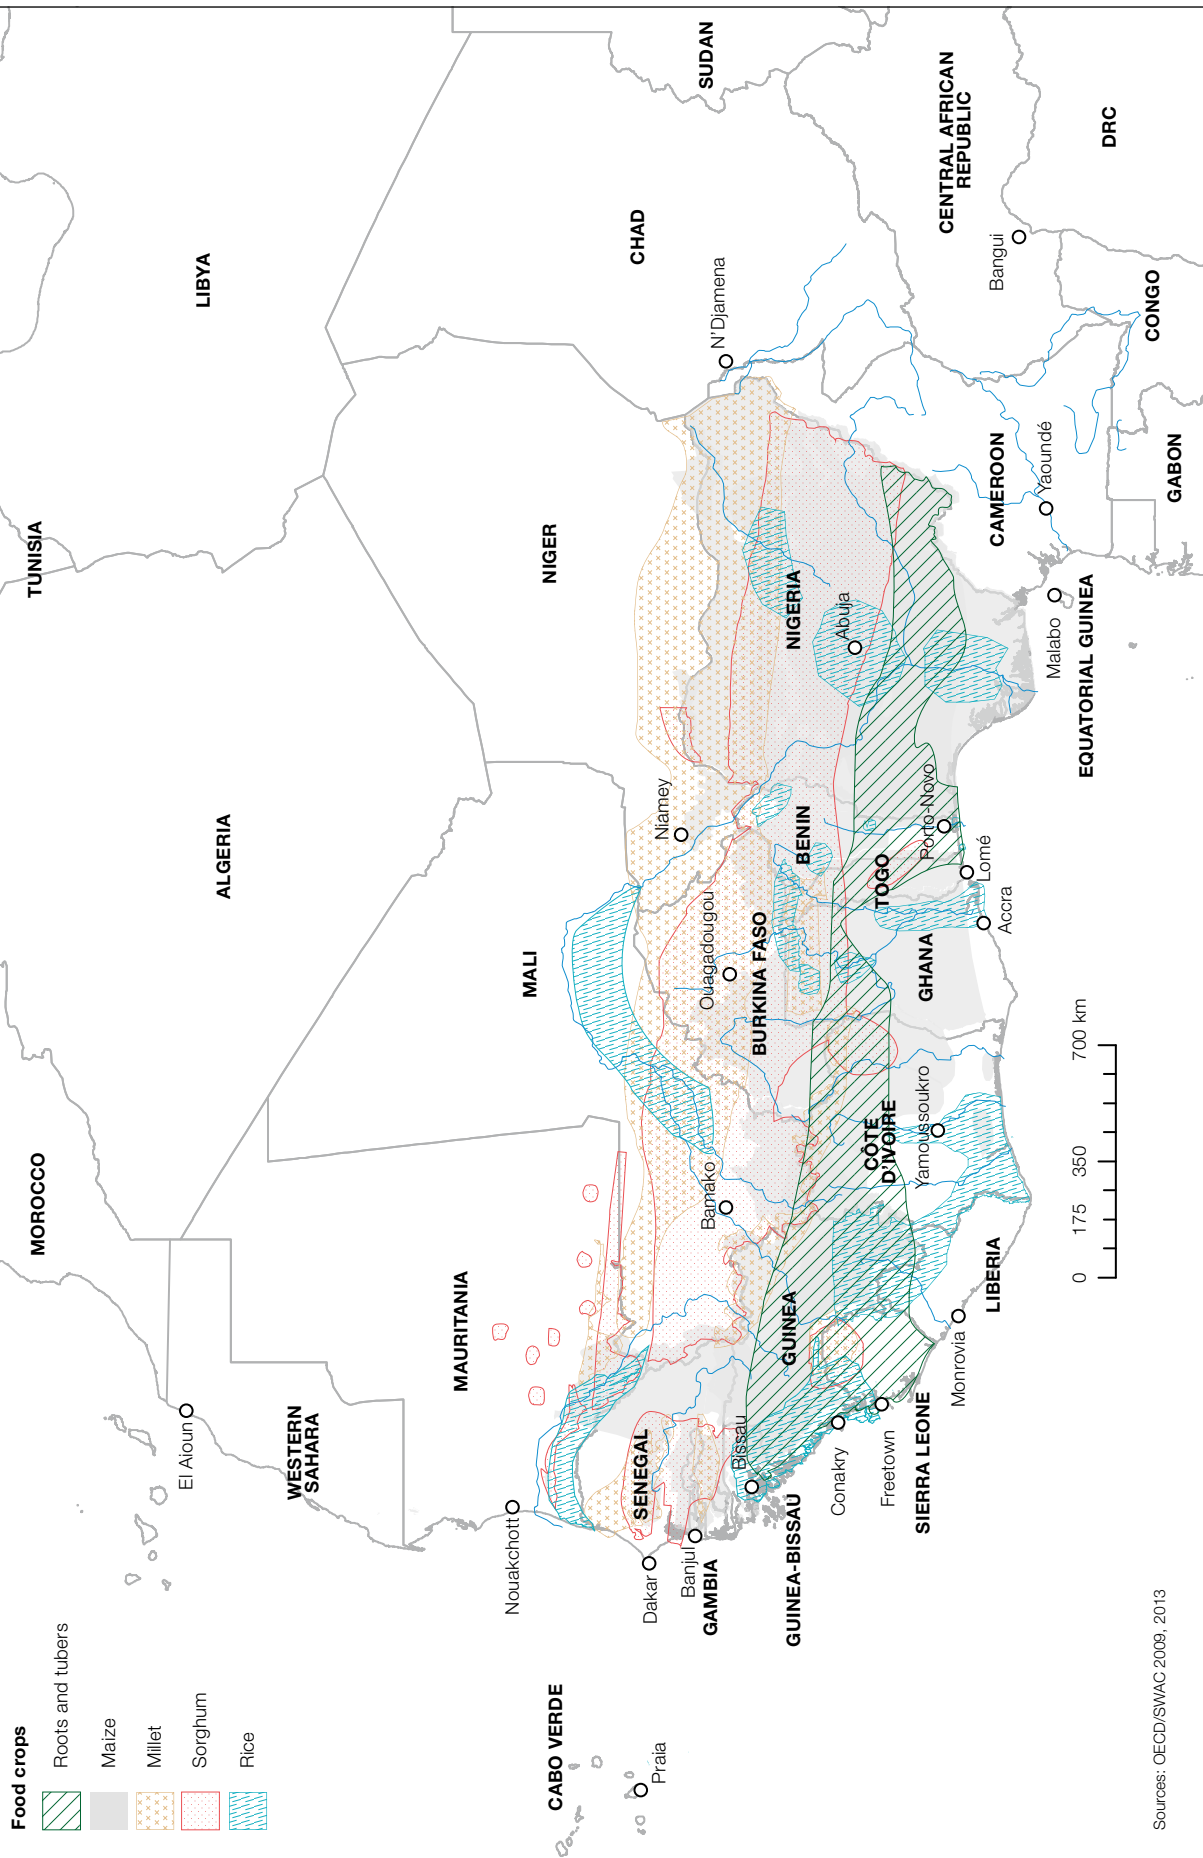 Food crops
Roots and tubers
Maize
Millet
Sorghum
Rice
MOROCCO
TUNISIA
LIBYA
ALGERIA
El Aioun
WESTERN
SAHARA
MAURITANIA
MALI
NIGER
CHAD
SUDAN
Nouakchott
CABO VERDE
Praia
Dakar
SENEGAL
Banjul
GAMBIA
Bamako
Ouagadougou
BURKINA FASO
Niamey
N'Djamena
Bissau
GUINEA-BISSAU
GUINEA
Conakry
Freetown
SIERRA LEONE
Monrovia
LIBERIA
CÔTE
D'IVOIRE
Yamoussoukro
GHANA
Accra
TOGO
Lomé
BENIN
Porto-Novo
NIGERIA
Abuja
CENTRAL AFRICAN
REPUBLIC
Bangui
CAMEROON
Yaoundé
Malabo
EQUATORIAL GUINEA
GABON
CONGO
DRC
0 175 350 700 km
Sources: OECD/SWAC 2009, 2013